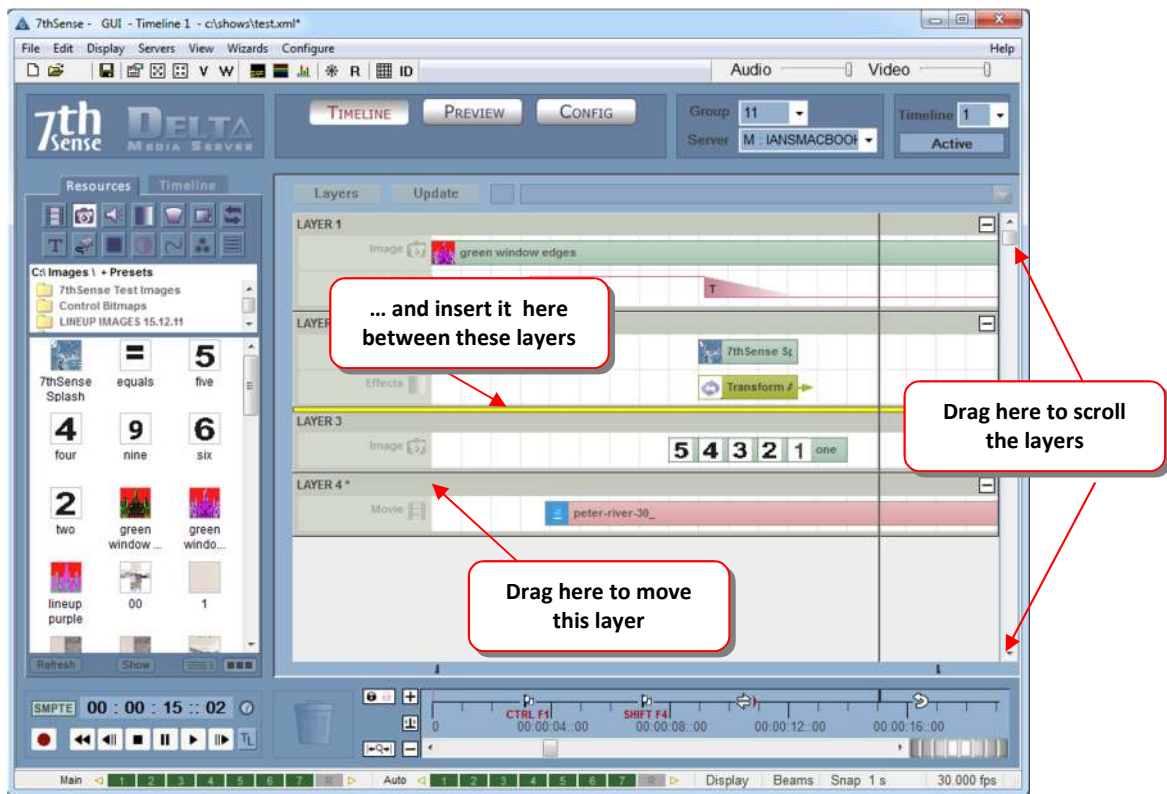 7thSense - GUI - Timeline 1 - c:\shows\test.xml*
File Edit Display Servers View Wizards Configure Help
V W R ID Audio Video
7th Sense DELTA MEDIA SERVER
TIMELINE PREVIEW CONFIG
Group 11
Server M : IANSMACBOOK
Timeline 1
Active
Resources Timeline
Layers Update
T
C:\ Images \ + Presets
7thSense Test Images
Control Bitmaps
LINEUP IMAGES 15.12.11
= 5
7thSense Splash equals five
4 9 6
four nine six
2
two green window ... green windo...
lineup purple 00 1
Refresh Show
LAYER 1
Image green window edges
T
… and insert it here
between these layers
LAYER
7thSense Sp
Effects Transform A
LAYER 3
Image 5 4 3 2 1 one
LAYER 4 *
Movie peter-river-30_
Drag here to move
this layer
Drag here to scroll
the layers
SMPTE 00 : 00 : 15 :: 02
TL
CTRL F1 SHIFT F4
0 00:00:04::00 00:00:08::00 00:00:12::00 00:00:16::00
Main 1 2 3 4 5 6 7 R Auto 1 2 3 4 5 6 7 R Display Beams Snap 1 s 30.000 fps